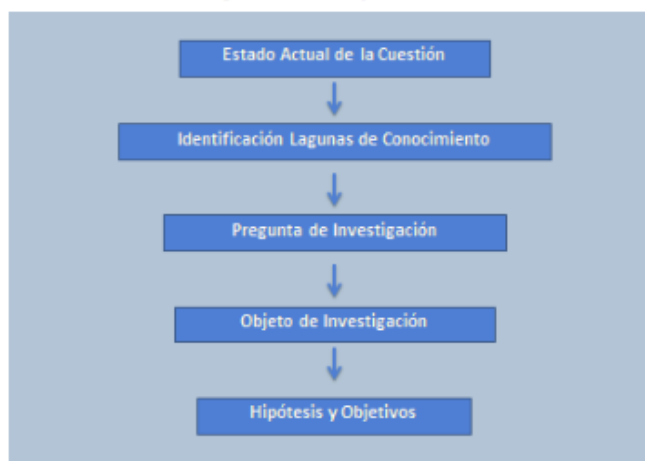 Estado Actual de la Cuestión
Identificación Lagunas de Conocimiento
Pregunta de Investigación
Objeto de Investigación
Hipótesis y Objetivos